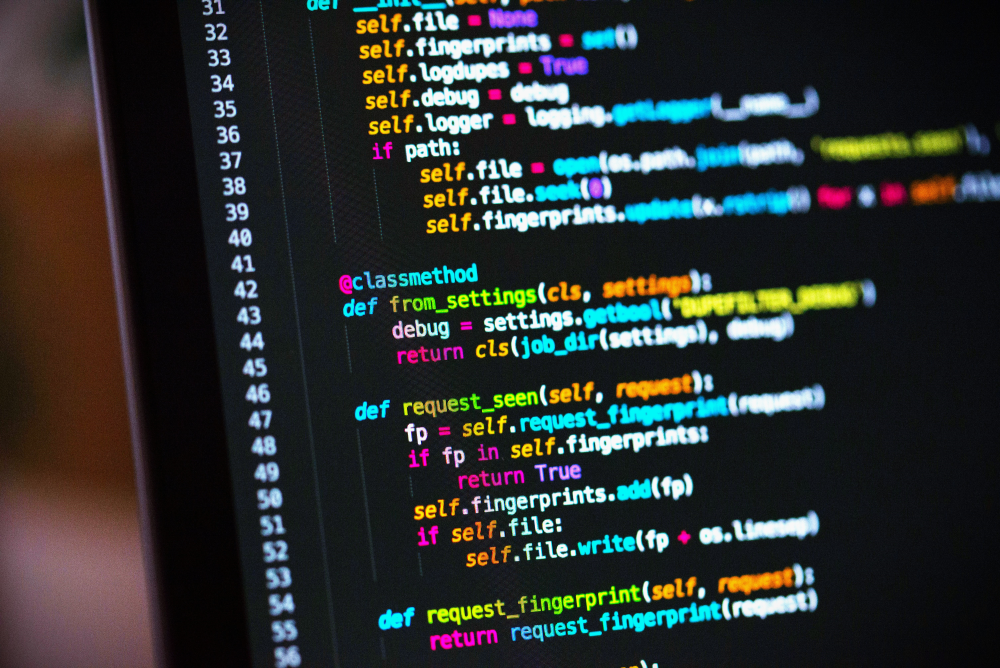 31 def __init__(self, path
32 self.file = None
33 self.fingerprints = set()
34 self.logdupes = True
35 self.debug = debug
36 self.logger = logging.getLogger(__name__)
37 if path:
38 self.file = open(os.path.join(path, 'requests.seen'),
39 self.file.seek(0)
40 self.fingerprints.update(x.rstrip() for x in self.file
41
42 @classmethod
43 def from_settings(cls, settings):
44 debug = settings.getbool('DUPEFILTER_DEBUG')
45 return cls(job_dir(settings), debug)
46
47 def request_seen(self, request):
48 fp = self.request_fingerprint(request)
49 if fp in self.fingerprints:
50 return True
51 self.fingerprints.add(fp)
52 if self.file:
53 self.file.write(fp + os.linesep)
54
55 def request_fingerprint(self, request):
56 return request_fingerprint(request)